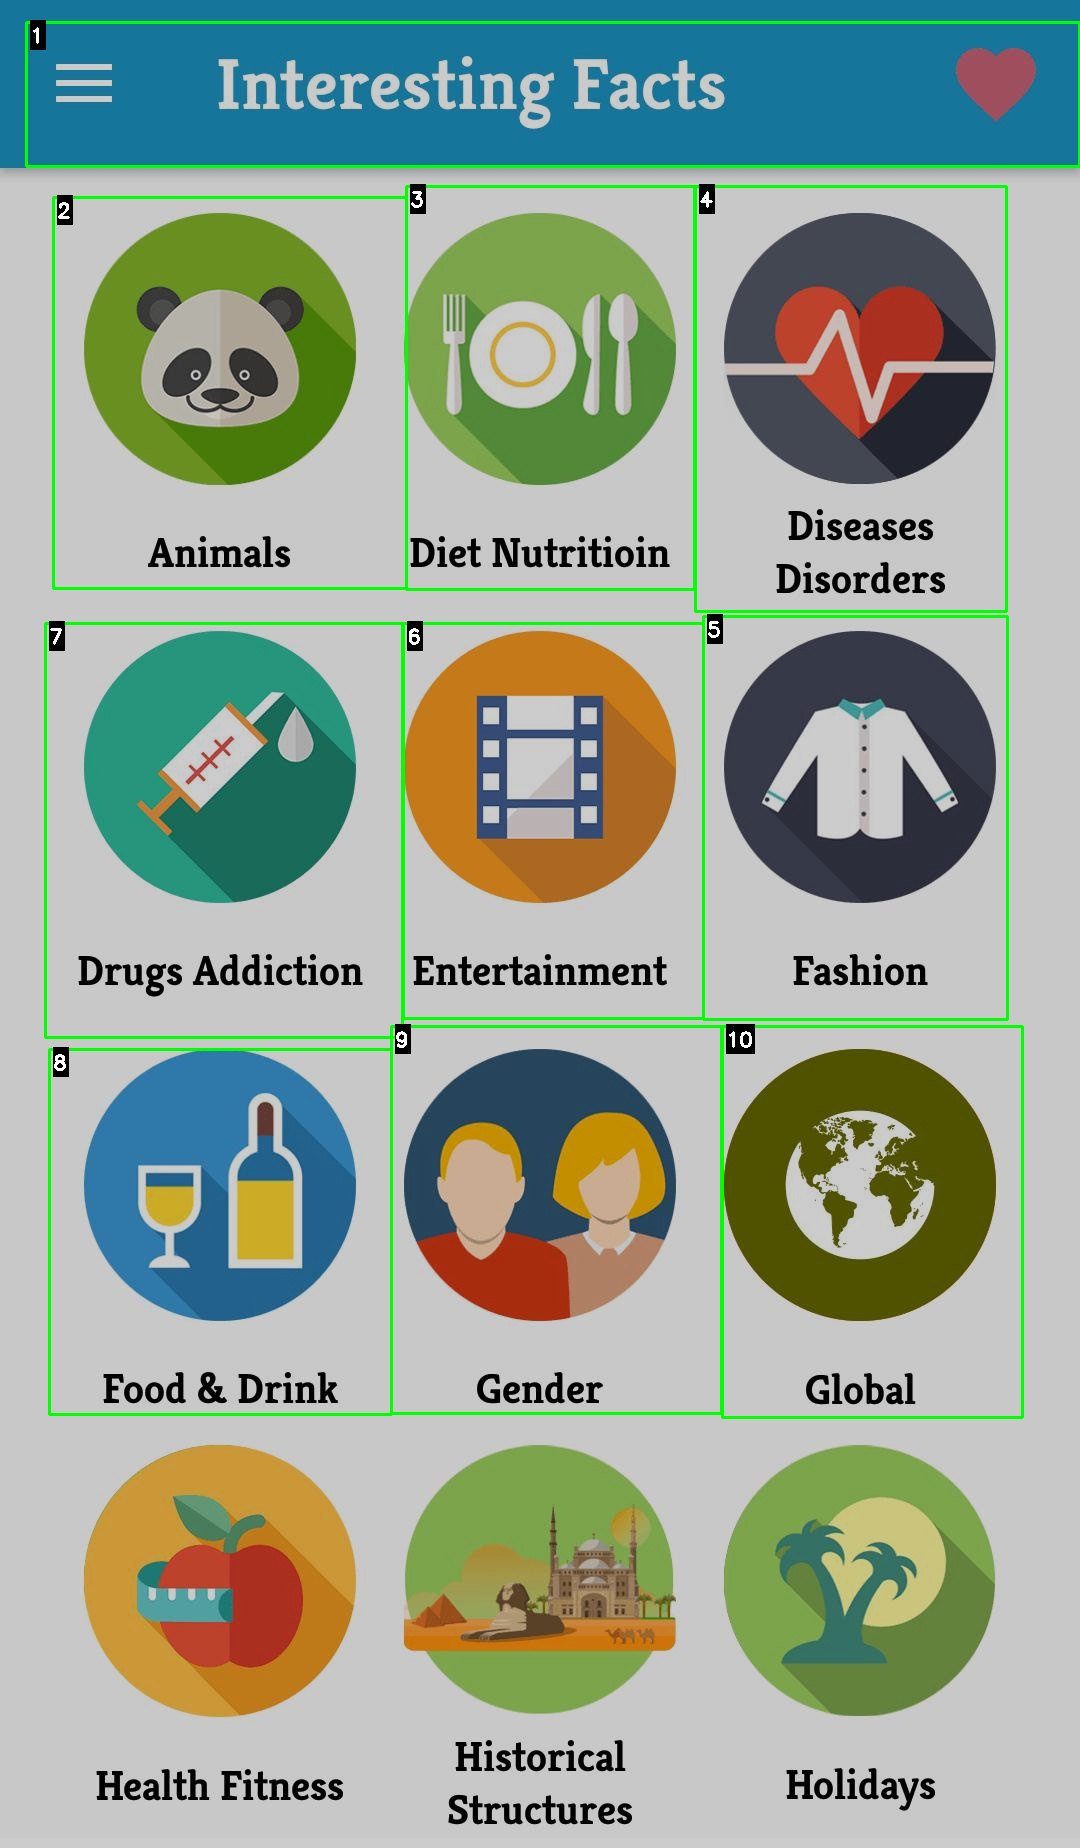 1
Interesting Facts
2
3
4
Animals
Diet Nutritioin
Diseases
Disorders
7
6
5
Drugs Addiction
Entertainment
Fashion
8
9
10
Food & Drink
Gender
Global
Health Fitness
Historical
Structures
Holidays